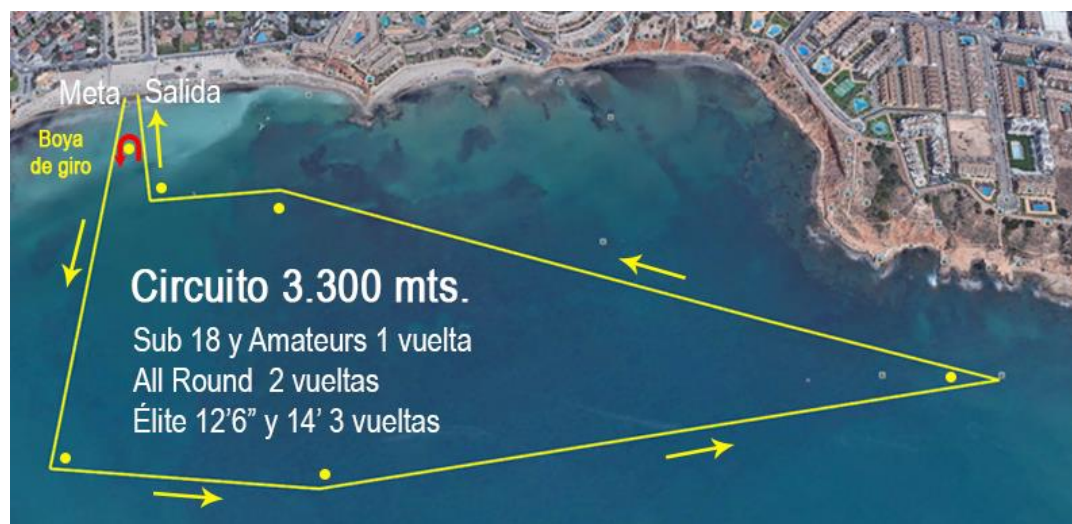 Meta Salida
Boya
de giro
Circuito 3.300 mts.
Sub 18 y Amateurs 1 vuelta
All Round 2 vueltas
Élite 12’6” y 14’ 3 vueltas